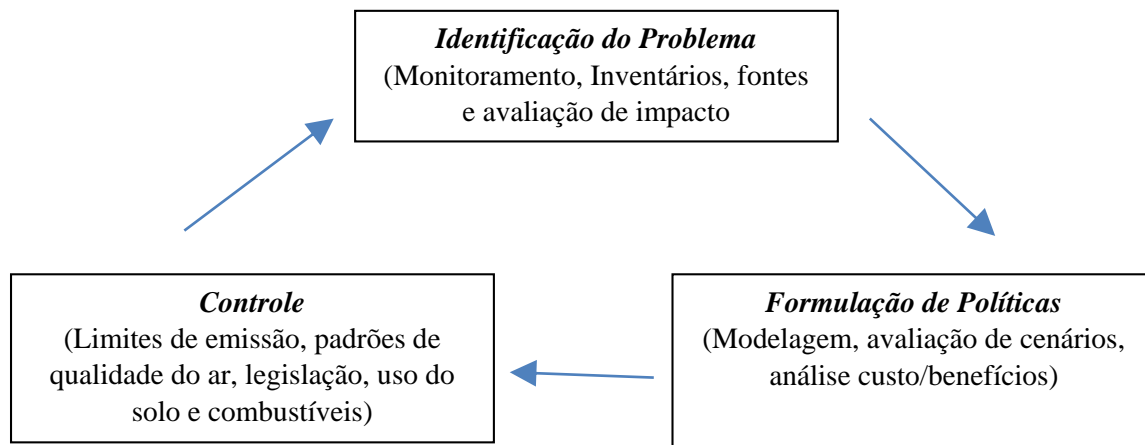 Identificação do Problema
(Monitoramento, Inventários, fontes
e avaliação de impacto
Controle
(Limites de emissão, padrões de
qualidade do ar, legislação, uso do
solo e combustíveis)
Formulação de Políticas
(Modelagem, avaliação de cenários,
análise custo/benefícios)